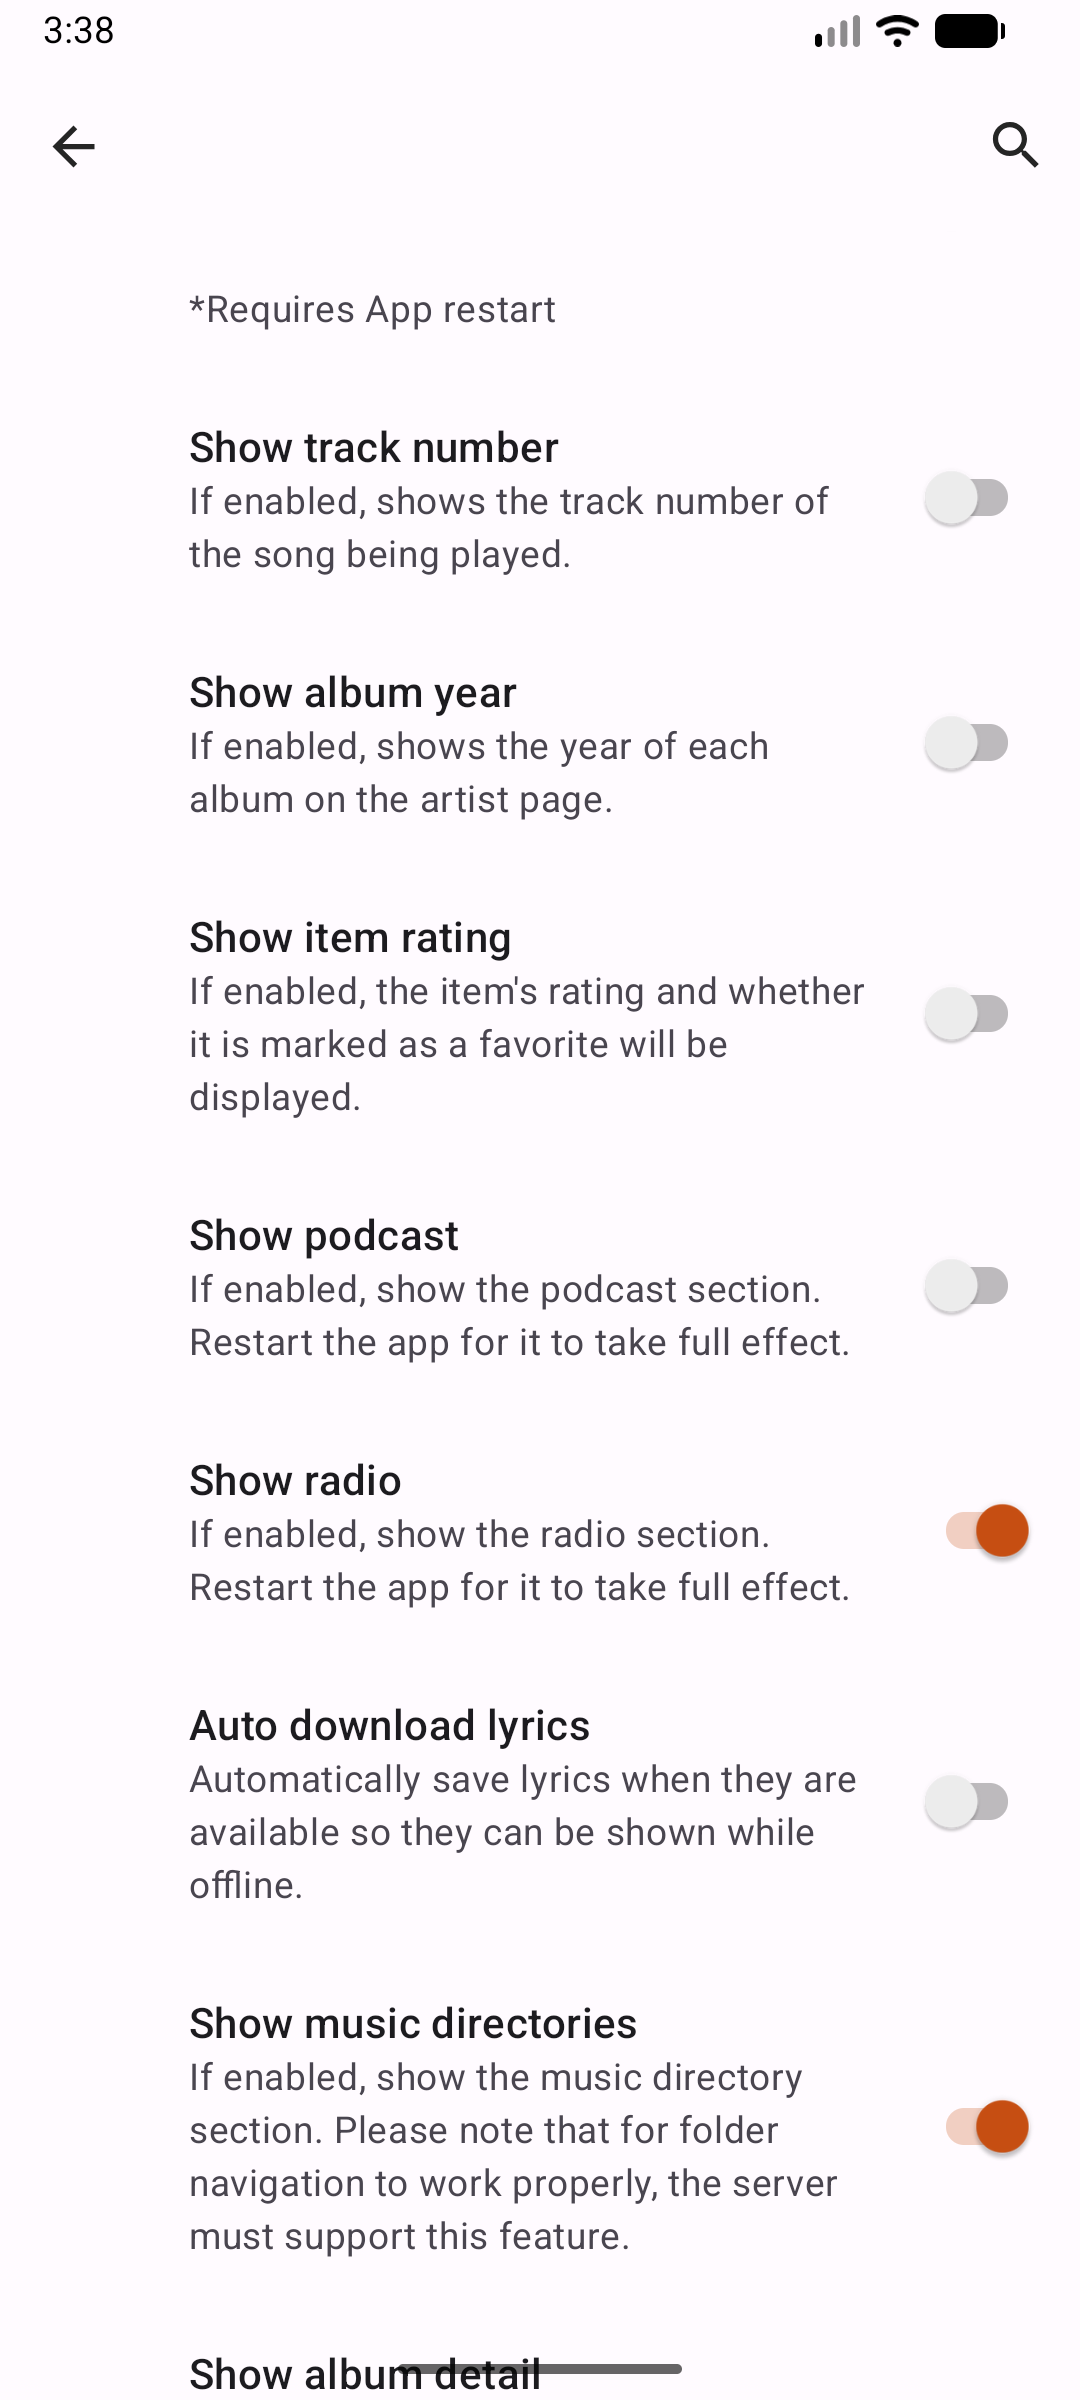 3:38
*Requires App restart
Show track number
If enabled, shows the track number of
the song being played.
Show album year
If enabled, shows the year of each
album on the artist page.
Show item rating
If enabled, the item's rating and whether
it is marked as a favorite will be
displayed.
Show podcast
If enabled, show the podcast section.
Restart the app for it to take full effect.
Show radio
If enabled, show the radio section.
Restart the app for it to take full effect.
Auto download lyrics
Automatically save lyrics when they are
available so they can be shown while
offline.
Show music directories
If enabled, show the music directory
section. Please note that for folder
navigation to work properly, the server
must support this feature.
Show album detail